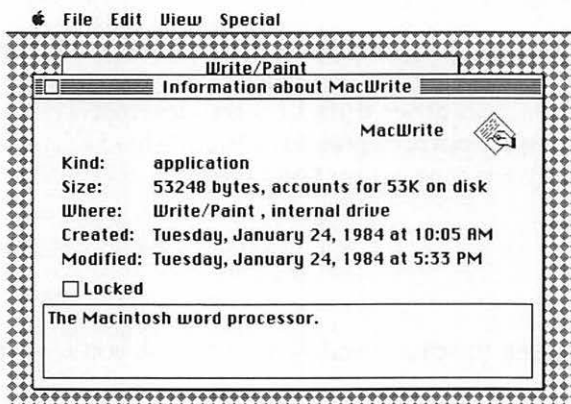 File Edit View Special
Write/Paint
Information about MacWrite
MacWrite
Kind: application
Size: 53248 bytes, accounts for 53K on disk
Where: Write/Paint , internal drive
Created: Tuesday, January 24, 1984 at 10:05 AM
Modified: Tuesday, January 24, 1984 at 5:33 PM
Locked
The Macintosh word processor.